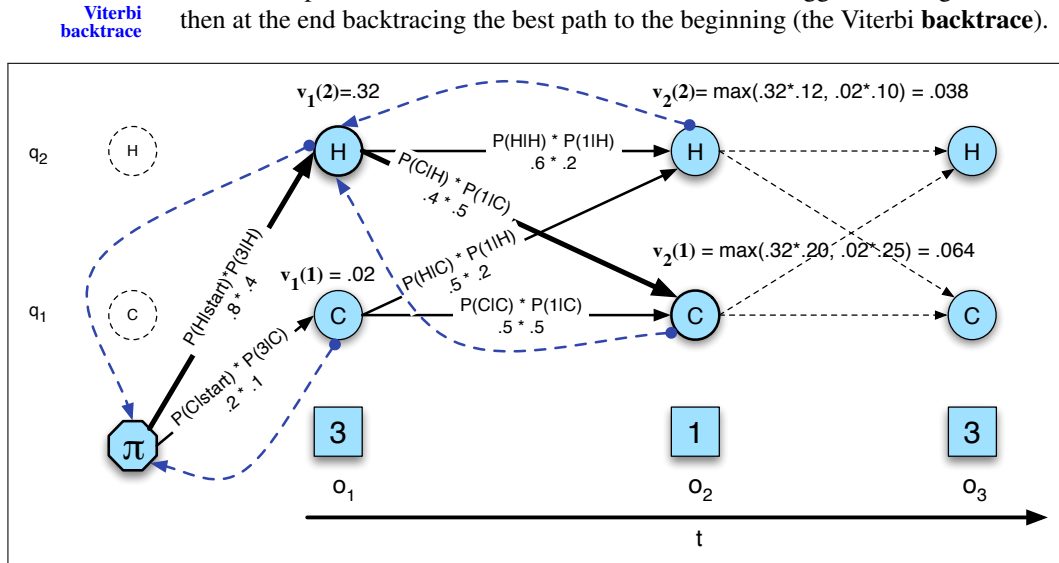 Viterbi
backtrace
then at the end backtracing the best path to the beginning (the Viterbi backtrace).
v1(2)=.32
v2(2)= max(.32*.12, .02*.10) = .038
q2
H
H
P(H|H) * P(1|H)
.6 * .2
H
H
P(C|H) * P(1|C)
.4 * .5
P(H|C) * P(1|H)
.5 * .2
v1(1) = .02
v2(1) = max(.32*.20, .02*.25) = .064
q1
C
C
P(C|C) * P(1|C)
.5 * .5
C
C
P(H|start)*P(3|H)
.8 * .4
P(C|start) * P(3|C)
.2 * .1
π
3
1
3
o1
o2
o3
t